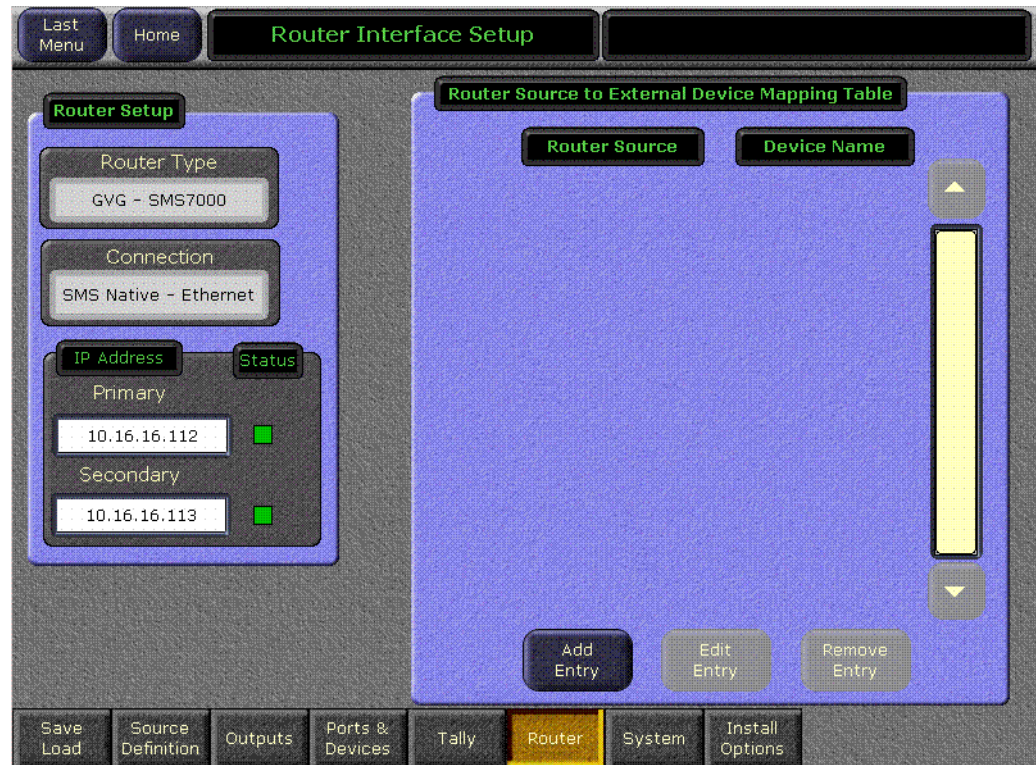 Last
Menu
Home
Router Interface Setup
Router Setup
Router Type
GVG - SMS7000
Connection
SMS Native - Ethernet
IP Address
Status
Primary
10.16.16.112
Secondary
10.16.16.113
Router Source to External Device Mapping Table
Router Source
Device Name
Add
Entry
Edit
Entry
Remove
Entry
Save
Load
Source
Definition
Outputs
Ports &
Devices
Tally
Router
System
Install
Options